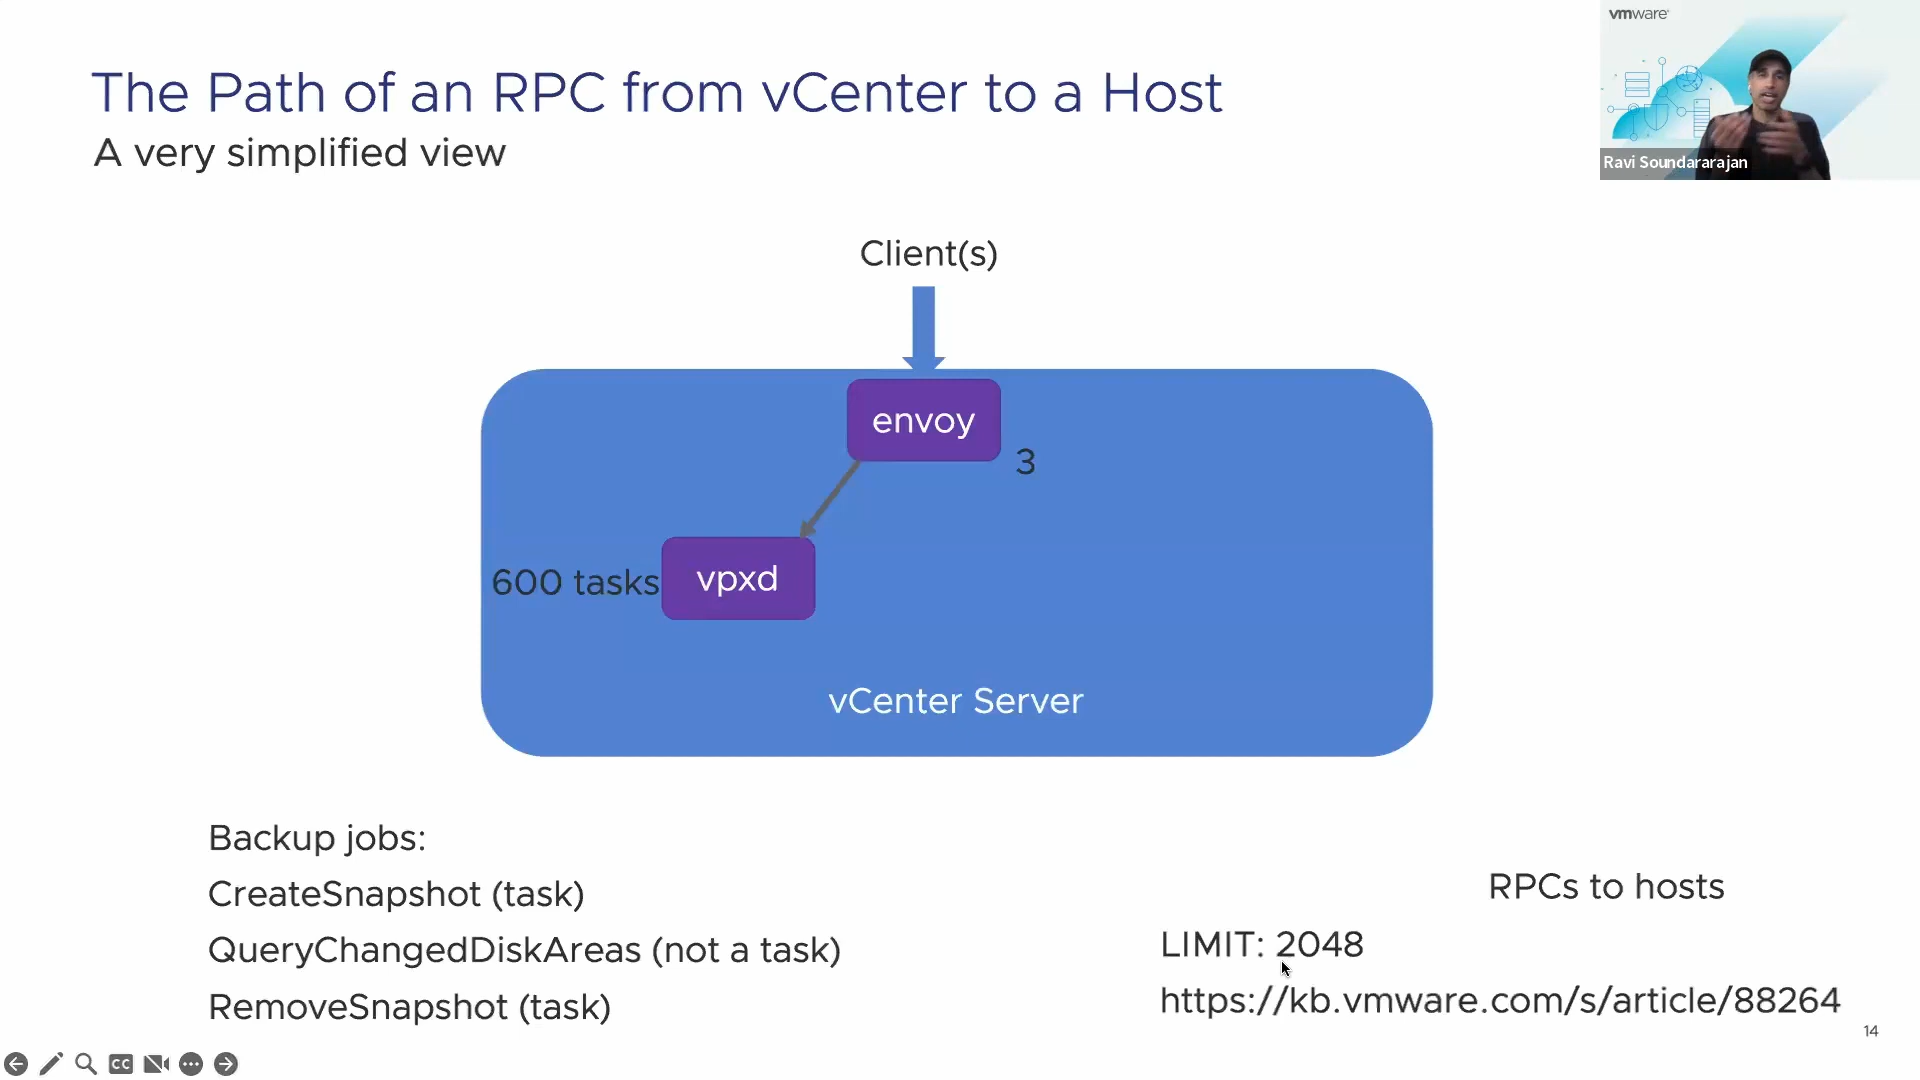 vmware
Ravi Soundararajan
The Path of an RPC from vCenter to a Host
A very simplified view
Client(s)
envoy
3
600 tasks
vpxd
vCenter Server
Backup jobs:
CreateSnapshot (task)
QueryChangedDiskAreas (not a task)
RemoveSnapshot (task)
RPCs to hosts
LIMIT: 2048
https://kb.vmware.com/s/article/88264
14
CC